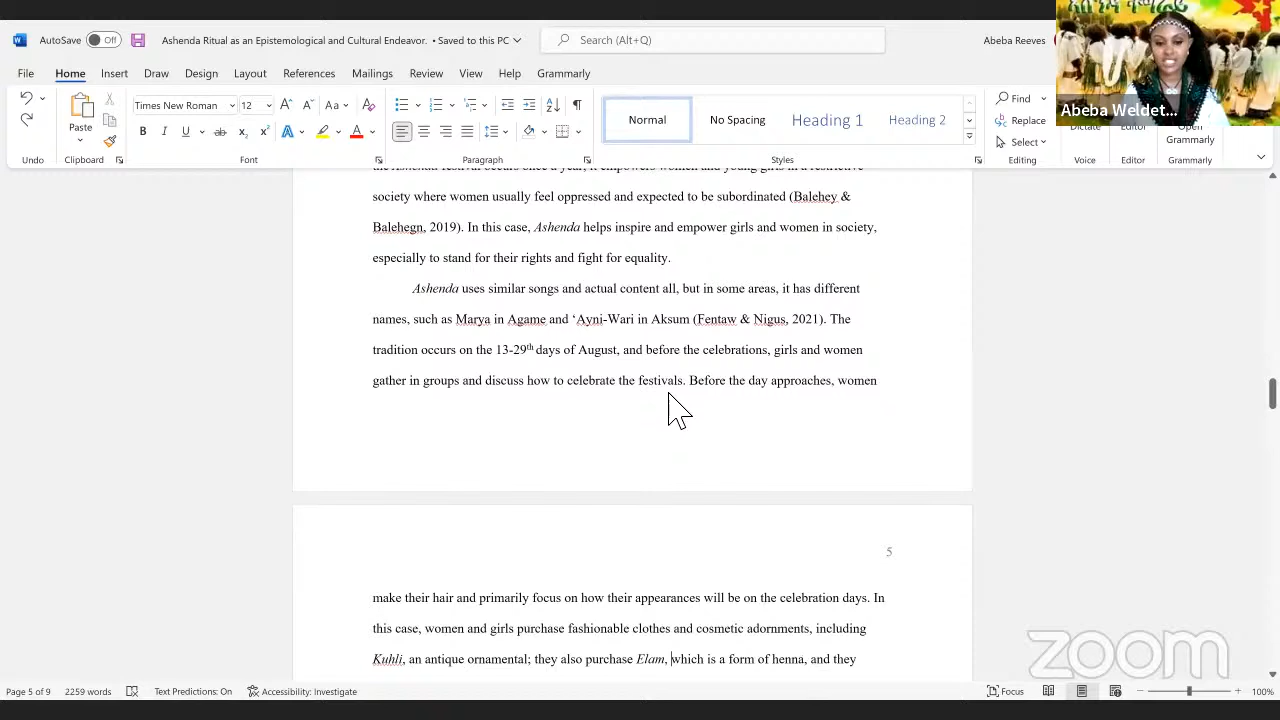 AutoSave Off Ashenda Ritual as an Epistemological and Cultural Endeavor. • Saved to this PC Search (Alt+Q) Abeba Reeves
File Home Insert Draw Design Layout References Mailings Review View Help Grammarly
Abeba Weldet...
Paste Times New Roman 12 Normal No Spacing Heading 1 Heading 2 Find Replace Select
Grammarly
Undo Clipboard Font Paragraph Styles Editing Voice Editor Grammarly
society where women usually feel oppressed and expected to be subordinated (Balehey &
Balehegn, 2019). In this case, Ashenda helps inspire and empower girls and women in society,
especially to stand for their rights and fight for equality.
Ashenda uses similar songs and actual content all, but in some areas, it has different
names, such as Marya in Agame and ‘Ayni-Wari in Aksum (Fentaw & Nigus, 2021). The
tradition occurs on the 13-29th days of August, and before the celebrations, girls and women
gather in groups and discuss how to celebrate the festivals. Before the day approaches, women
5
make their hair and primarily focus on how their appearances will be on the celebration days. In
this case, women and girls purchase fashionable clothes and cosmetic adornments, including
Kuhli, an antique ornamental; they also purchase Elam, which is a form of henna, and they
zoom
Page 5 of 9 2259 words Text Predictions: On Accessibility: Investigate Focus 100%